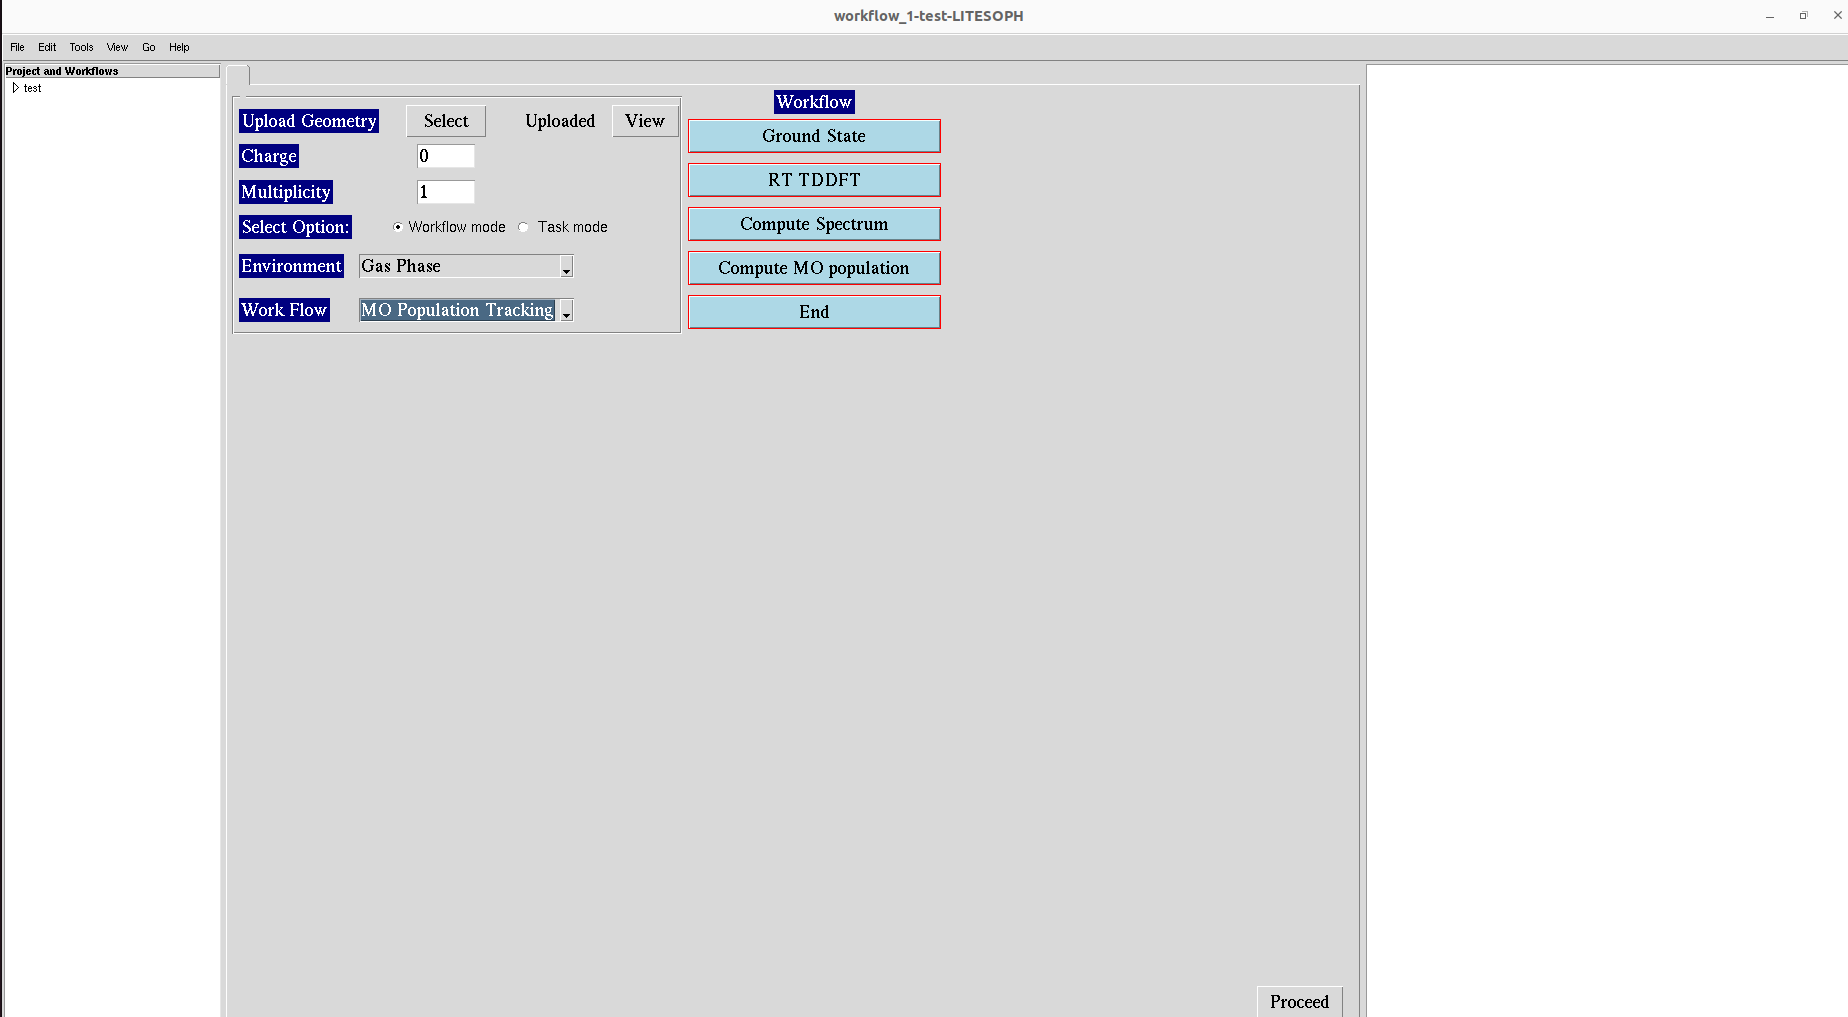 workflow_1-test-LITESOPH
File Edit Tools View Go Help
Project and Workflows
test
Upload Geometry Select Uploaded View
Charge 0
Multiplicity 1
Select Option: Workflow mode Task mode
Environment Gas Phase
Work Flow MO Population Tracking
Workflow
Ground State
RT TDDFT
Compute Spectrum
Compute MO population
End
Proceed